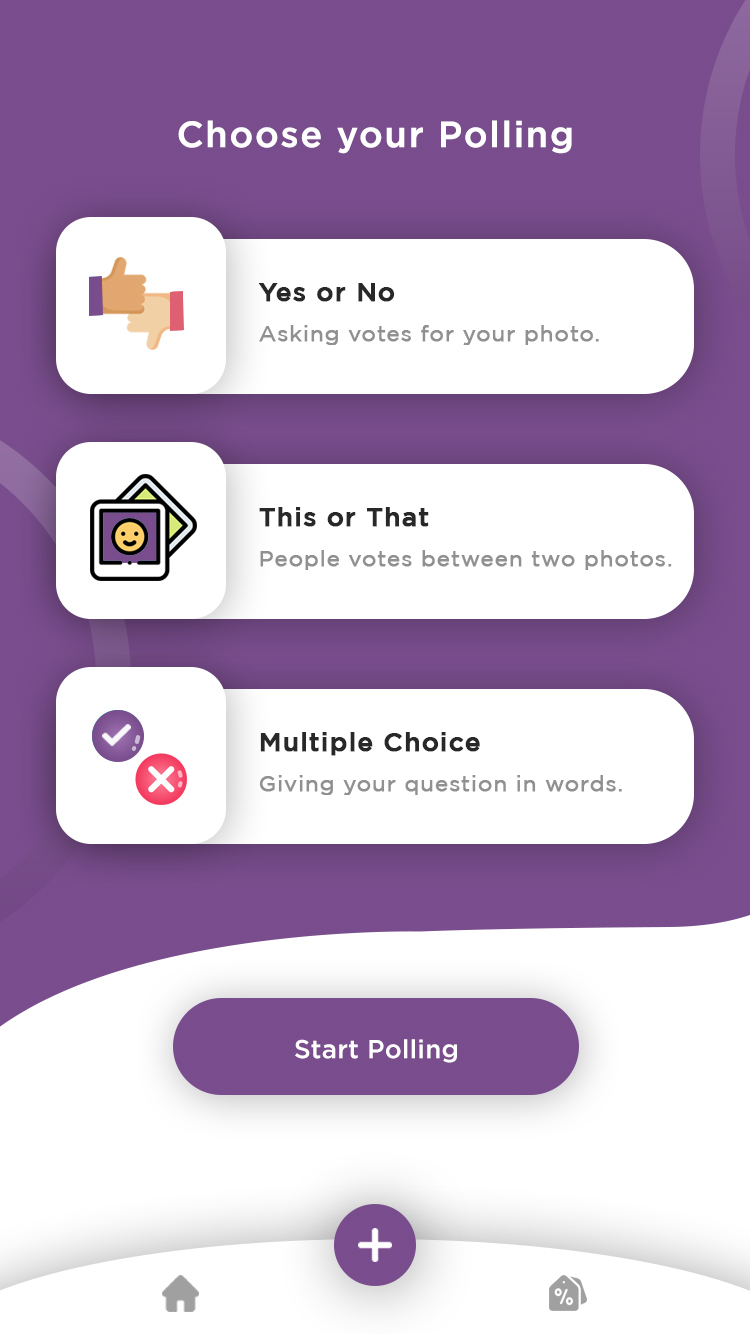 Choose your Polling
Yes or No
Asking votes for your photo.
This or That
People votes between two photos.
Multiple Choice
Giving your question in words.
Start Polling
%